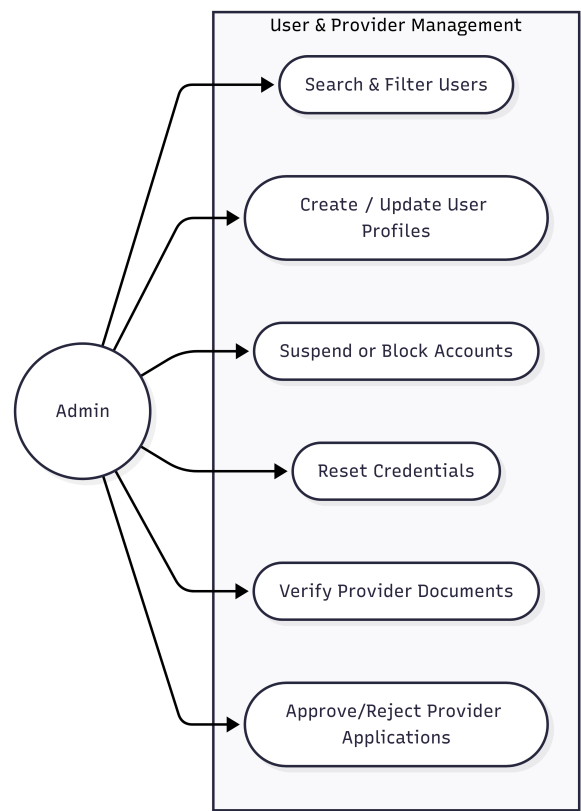 User & Provider Management
Search & Filter Users
Create / Update User
Profiles
Suspend or Block Accounts
Admin
Reset Credentials
Verify Provider Documents
Approve/Reject Provider
Applications